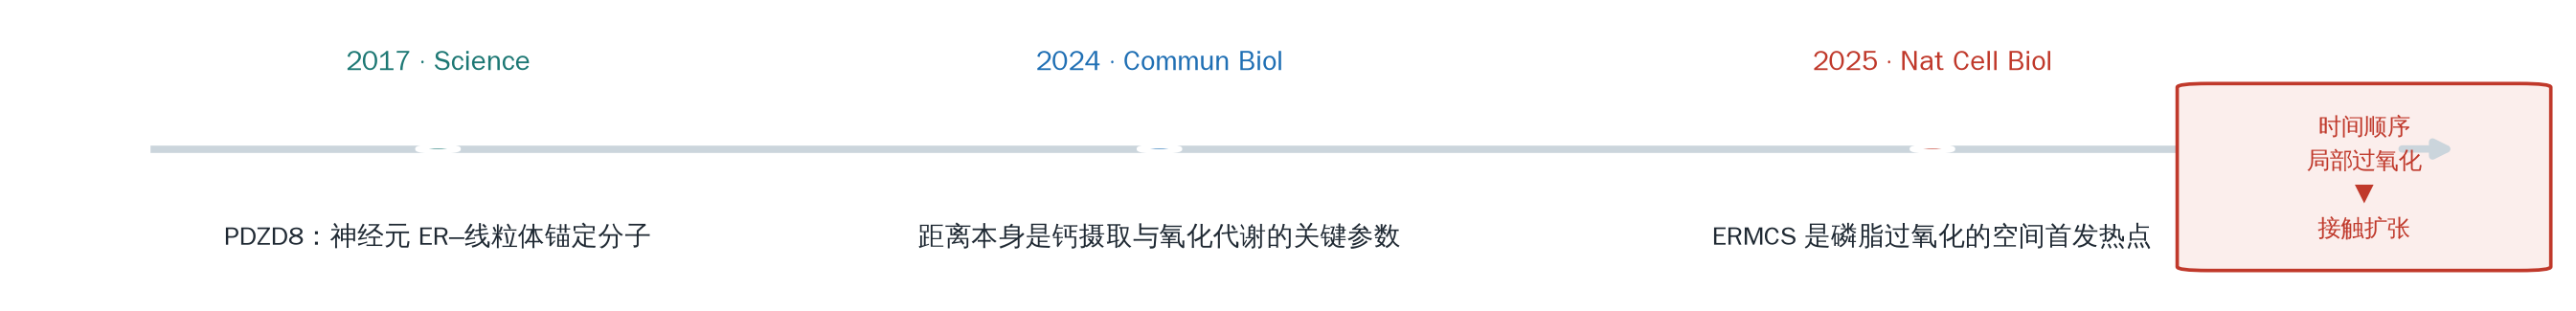 2017 · Science
2024 · Commun Biol
2025 · Nat Cell Biol
PDZD8：神经元 ER–线粒体锚定分子
距离本身是钙摄取与氧化代谢的关键参数
ERMCS 是磷脂过氧化的空间首发热点
时间顺序
局部过氧化
▼
接触扩张